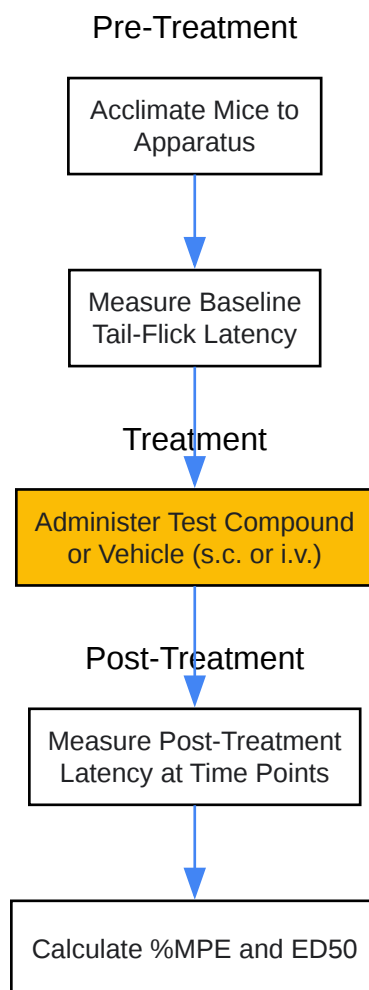 Pre-Treatment
Acclimate Mice to
Apparatus
Measure Baseline
Tail-Flick Latency
Treatment
Administer Test Compound
or Vehicle (s.c. or i.v.)
Post-Treatment
Measure Post-Treatment
Latency at Time Points
Calculate %MPE and ED50